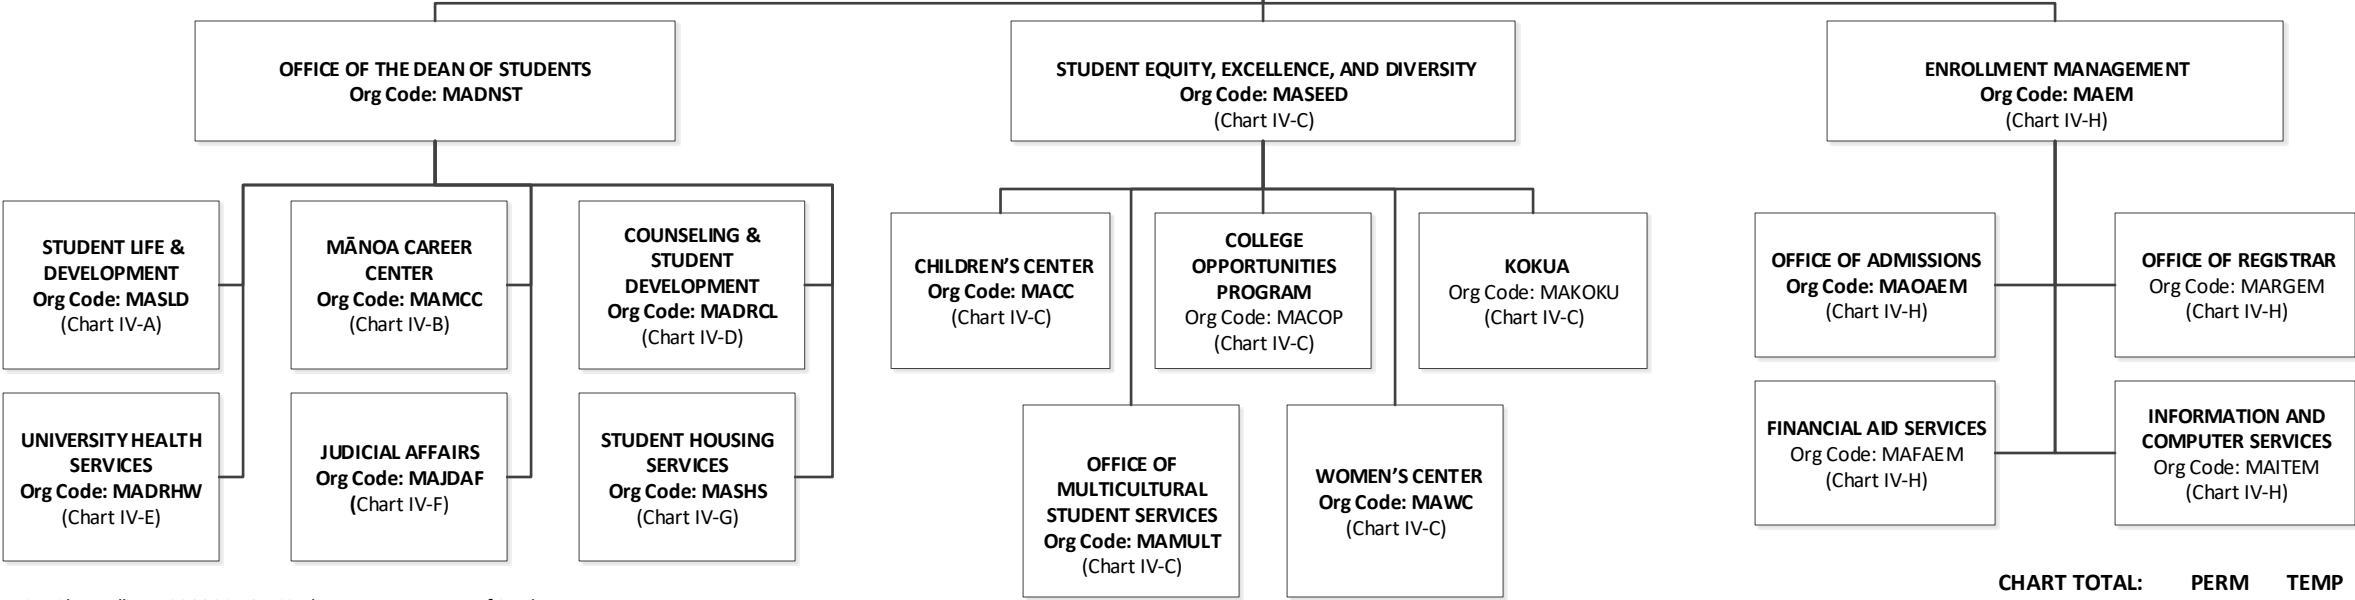 OFFICE OF THE DEAN OF STUDENTS
Org Code: MADNST
STUDENT EQUITY, EXCELLENCE, AND DIVERSITY
Org Code: MASEED
(Chart IV-C)
ENROLLMENT MANAGEMENT
Org Code: MAEM
(Chart IV-H)
STUDENT LIFE &
DEVELOPMENT
Org Code: MASLD
(Chart IV-A)
MĀNOA CAREER
CENTER
Org Code: MAMCC
(Chart IV-B)
COUNSELING &
STUDENT
DEVELOPMENT
Org Code: MADRCL
(Chart IV-D)
CHILDREN’S CENTER
Org Code: MACC
(Chart IV-C)
COLLEGE
OPPORTUNITIES
PROGRAM
Org Code: MACOP
(Chart IV-C)
KOKUA
Org Code: MAKOKU
(Chart IV-C)
OFFICE OF ADMISSIONS
Org Code: MAOAEM
(Chart IV-H)
OFFICE OF REGISTRAR
Org Code: MARGEM
(Chart IV-H)
UNIVERSITY HEALTH
SERVICES
Org Code: MADRHW
(Chart IV-E)
JUDICIAL AFFAIRS
Org Code: MAJDAF
(Chart IV-F)
STUDENT HOUSING
SERVICES
Org Code: MASHS
(Chart IV-G)
OFFICE OF
MULTICULTURAL
STUDENT SERVICES
Org Code: MAMULT
(Chart IV-C)
WOMEN’S CENTER
Org Code: MAWC
(Chart IV-C)
FINANCIAL AID SERVICES
Org Code: MAFAEM
(Chart IV-H)
INFORMATION AND
COMPUTER SERVICES
Org Code: MAITEM
(Chart IV-H)
CHART TOTAL: PERM TEMP